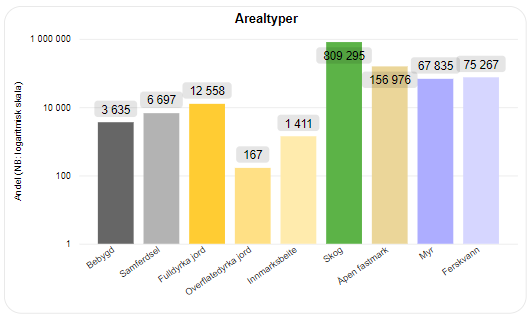 Arealtyper
Andel (NB: logaritmisk skala)
1 000 000
10 000
100
1
3 635
6 697
12 558
167
1 411
809 295
156 976
67 835
75 267
Bebygd
Samferdsel
Fulldyrka jord
Overflatedyrka jord
Innmarksbeite
Skog
Åpen fastmark
Myr
Ferskvann